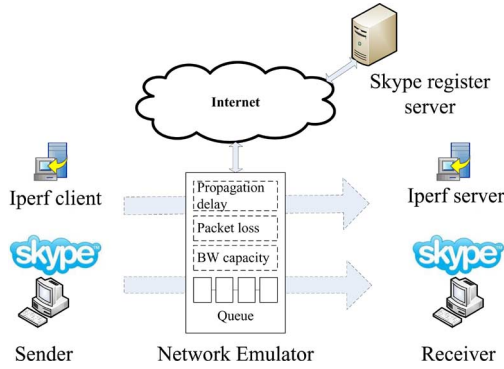 Skype register
server
Internet
Iperf client
Propagation
delay
Packet loss
BW capacity
Queue
Iperf server
skype
skype
Sender
Network Emulator
Receiver